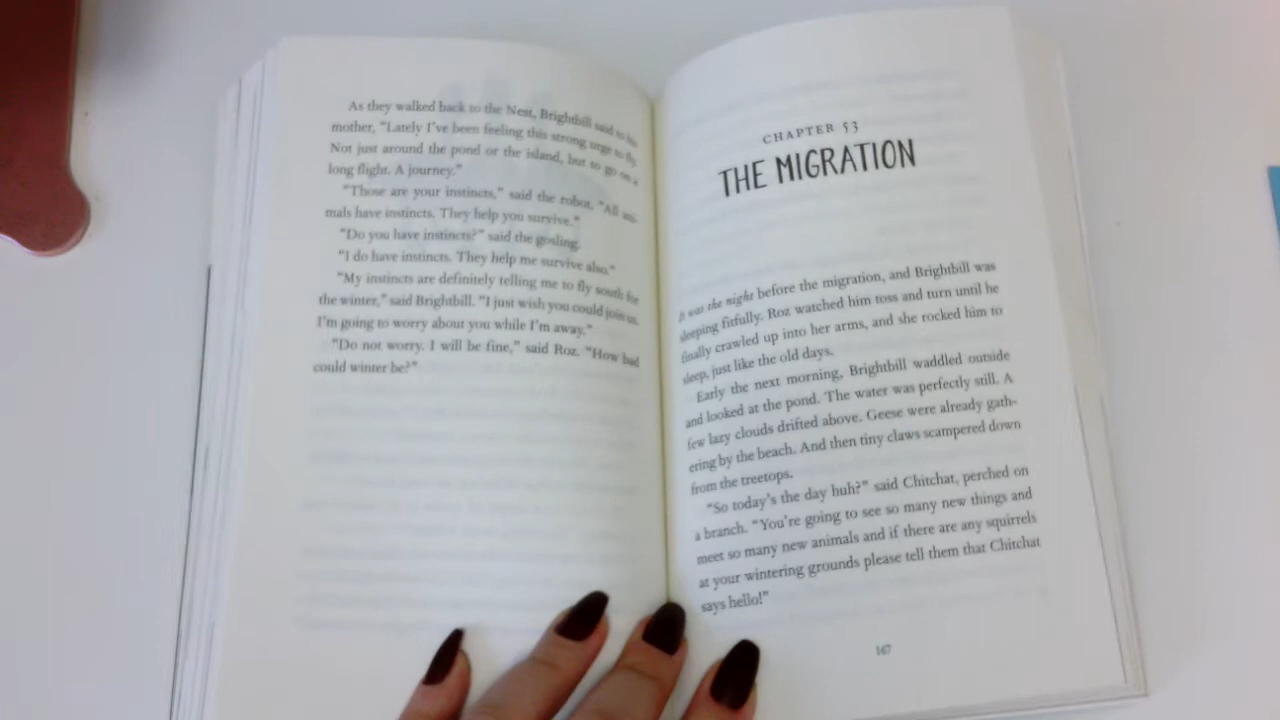 As they walked back to the Nest, Brightbill said to his
mother, “Lately I’ve been feeling this strong urge to fly.
Not just around the pond or the island, but to go on a
long flight. A journey.”
“Those are your instincts,” said the robot. “All ani-
mals have instincts. They help you survive.”
“Do you have instincts?” said the gosling.
“I do have instincts. They help me survive also.”
“My instincts are definitely telling me to fly south for
the winter,” said Brightbill. “I just wish you could join us.
I’m going to worry about you while I’m away.”
“Do not worry. I will be fine,” said Roz. “How bad
could winter be?”
CHAPTER 53
THE MIGRATION
It was the night before the migration, and Brightbill was
sleeping fitfully. Roz watched him toss and turn until he
finally crawled up into her arms, and she rocked him to
sleep, just like the old days.
Early the next morning, Brightbill waddled outside
and looked at the pond. The water was perfectly still. A
few lazy clouds drifted above. Geese were already gath-
ering by the beach. And then tiny claws scampered down
from the treetops.
“So today’s the day huh?” said Chitchat, perched on
a branch. “You’re going to see so many new things and
meet so many new animals and if there are any squirrels
at your wintering grounds please tell them that Chitchat
says hello!”
167